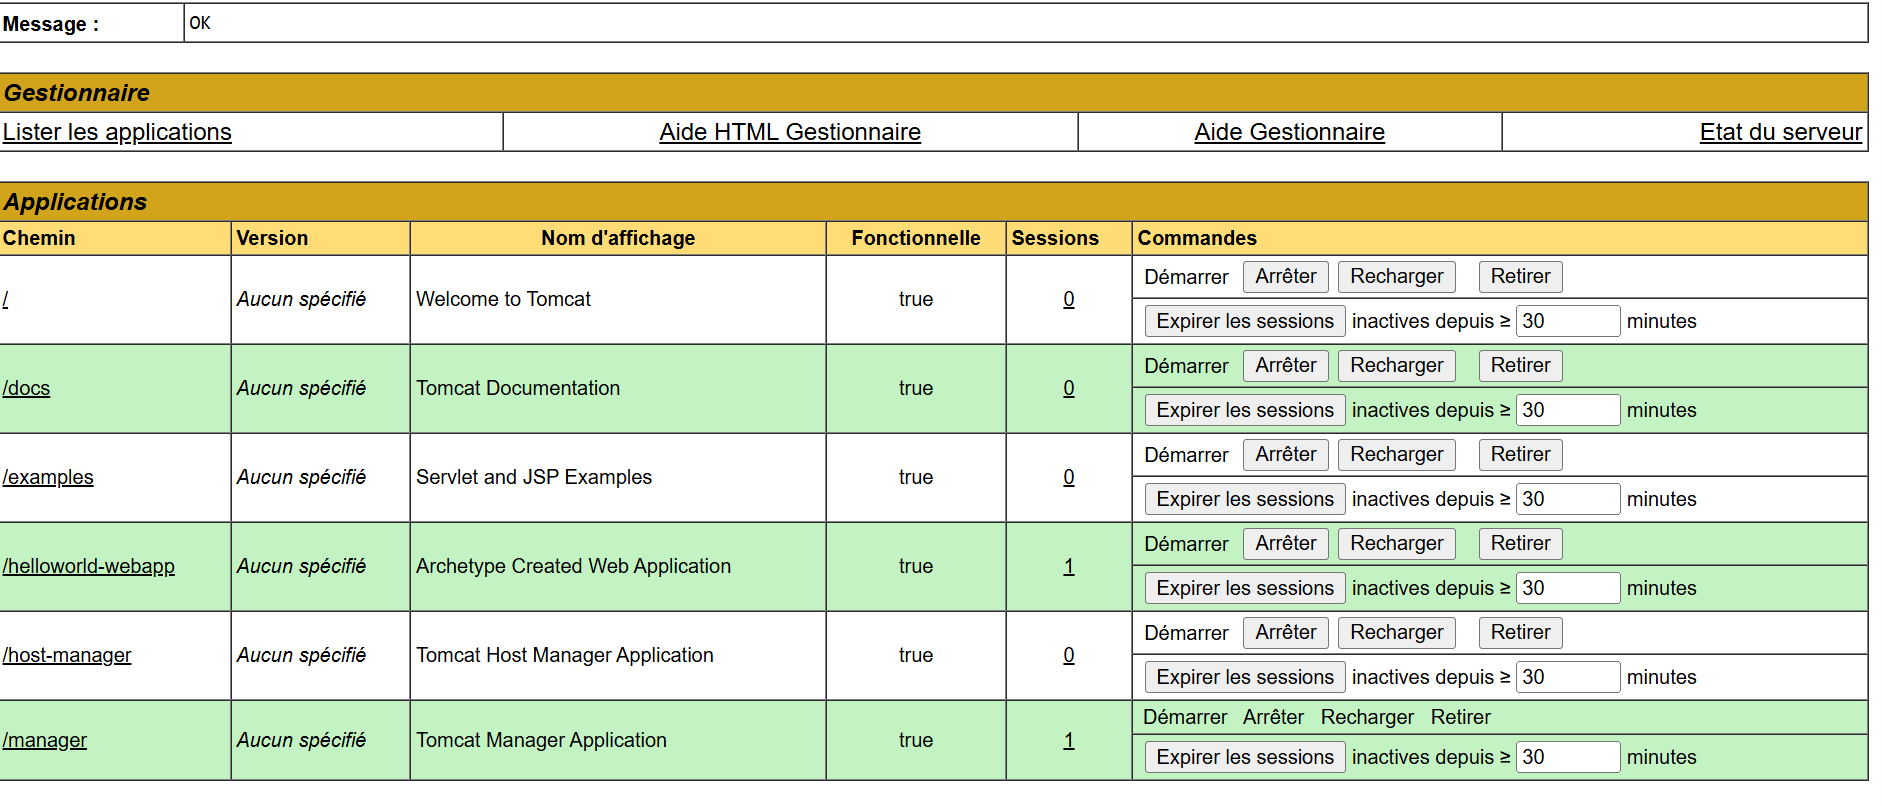 Message : OK
Gestionnaire
Lister les applications Aide HTML Gestionnaire Aide Gestionnaire Etat du serveur
Applications
Chemin Version Nom d'affichage Fonctionnelle Sessions Commandes
/ Aucun spécifié Welcome to Tomcat true 0 Démarrer Arrêter Recharger Retirer
Expirer les sessions inactives depuis ≥ 30 minutes
/docs Aucun spécifié Tomcat Documentation true 0 Démarrer Arrêter Recharger Retirer
Expirer les sessions inactives depuis ≥ 30 minutes
/examples Aucun spécifié Servlet and JSP Examples true 0 Démarrer Arrêter Recharger Retirer
Expirer les sessions inactives depuis ≥ 30 minutes
/helloworld-webapp Aucun spécifié Archetype Created Web Application true 1 Démarrer Arrêter Recharger Retirer
Expirer les sessions inactives depuis ≥ 30 minutes
/host-manager Aucun spécifié Tomcat Host Manager Application true 0 Démarrer Arrêter Recharger Retirer
Expirer les sessions inactives depuis ≥ 30 minutes
/manager Aucun spécifié Tomcat Manager Application true 1 Démarrer Arrêter Recharger Retirer
Expirer les sessions inactives depuis ≥ 30 minutes